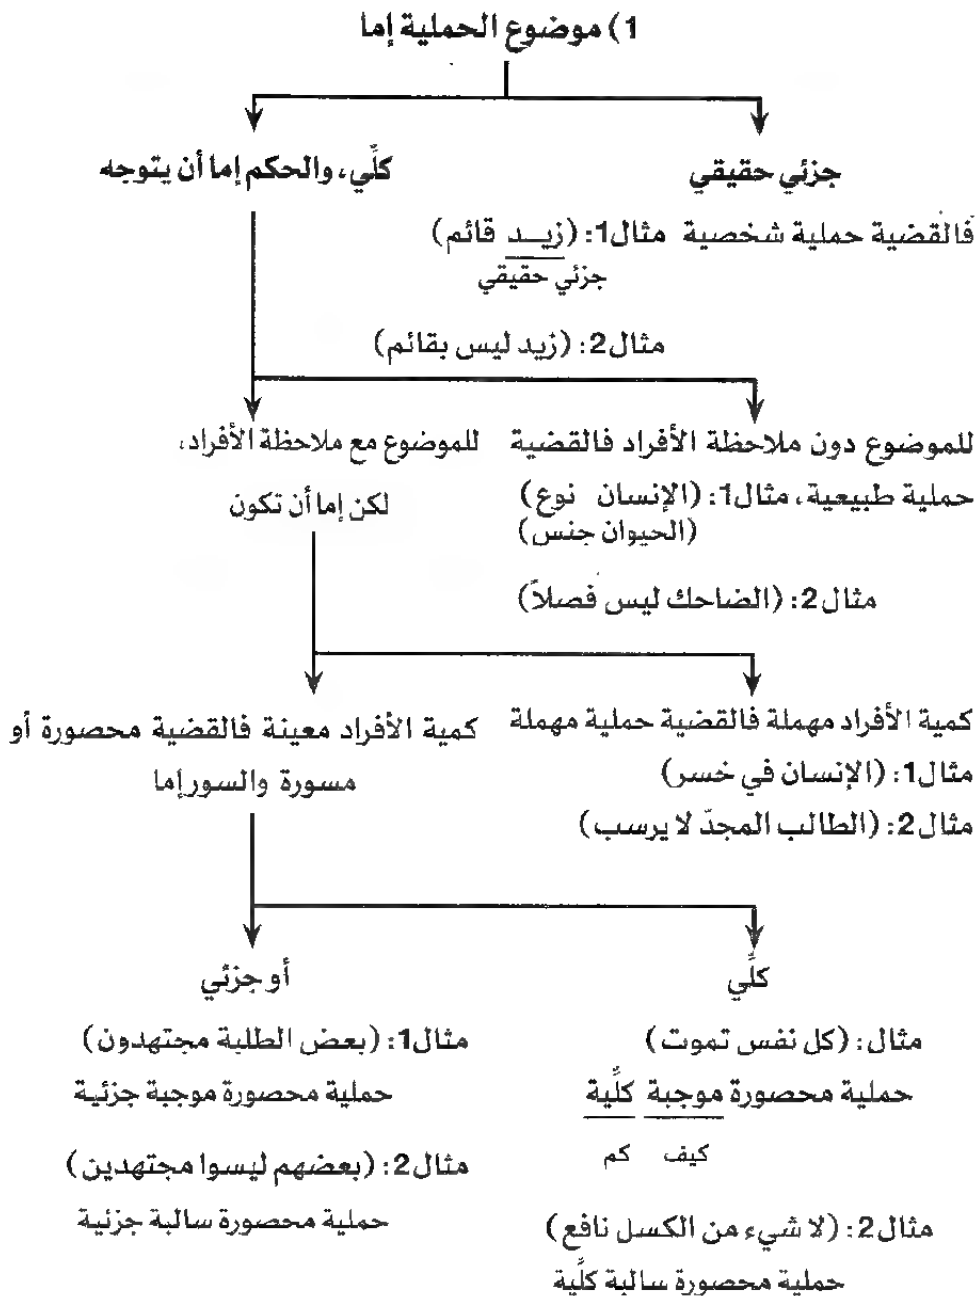 1) موضوع الحملية إما
جزئي حقيقي
كلِّي، والحكم إما أن يتوجه
فالقضية حملية شخصية مثال1: (زيــد قائم)
جزئي حقيقي
مثال2: (زيد ليس بقائم)
للموضوع دون ملاحظة الأفراد فالقضية
حملية طبيعية، مثال1: (الإنسان نوع)
(الحيوان جنس)
مثال2: (الضاحك ليس فصلاً)
للموضوع مع ملاحظة الأفراد،
لكن إما أن تكون
كمية الأفراد مهملة فالقضية حملية مهملة
مثال1: (الإنسان في خسر)
مثال2: (الطالب المجدّ لا يرسب)
كمية الأفراد معينة فالقضية محصورة أو
مسورة والسور إما
كلِّي
مثال: (كل نفس تموت)
حملية محصورة موجبة كلِّية
كيف كم
مثال2: (لا شيء من الكسل نافع)
حملية محصورة سالبة كلِّية
أو جزئي
مثال1: (بعض الطلبة مجتهدون)
حملية محصورة موجبة جزئية
مثال2: (بعضهم ليسوا مجتهدين)
حملية محصورة سالبة جزئية